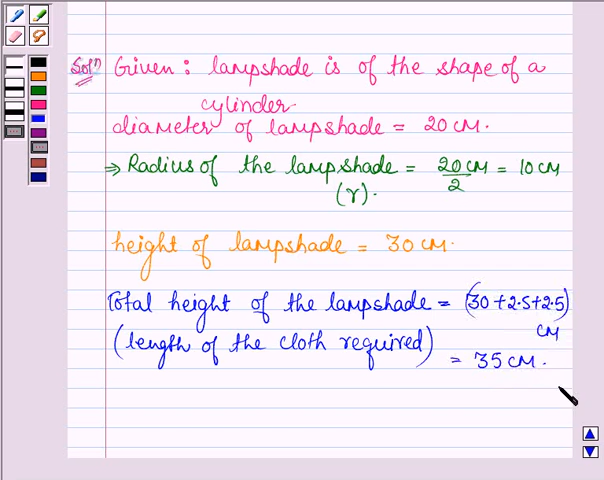 Soln Given : lampshade is of the shape of a
cylinder
diameter of lampshade = 20 cm.
⇒ Radius of the lampshade = 20 cm/2 = 10 cm
(r).
height of lampshade = 30 cm.
Total height of the lampshade = (30 + 2.5 + 2.5)
cm
(length of the cloth required)
= 35 cm.